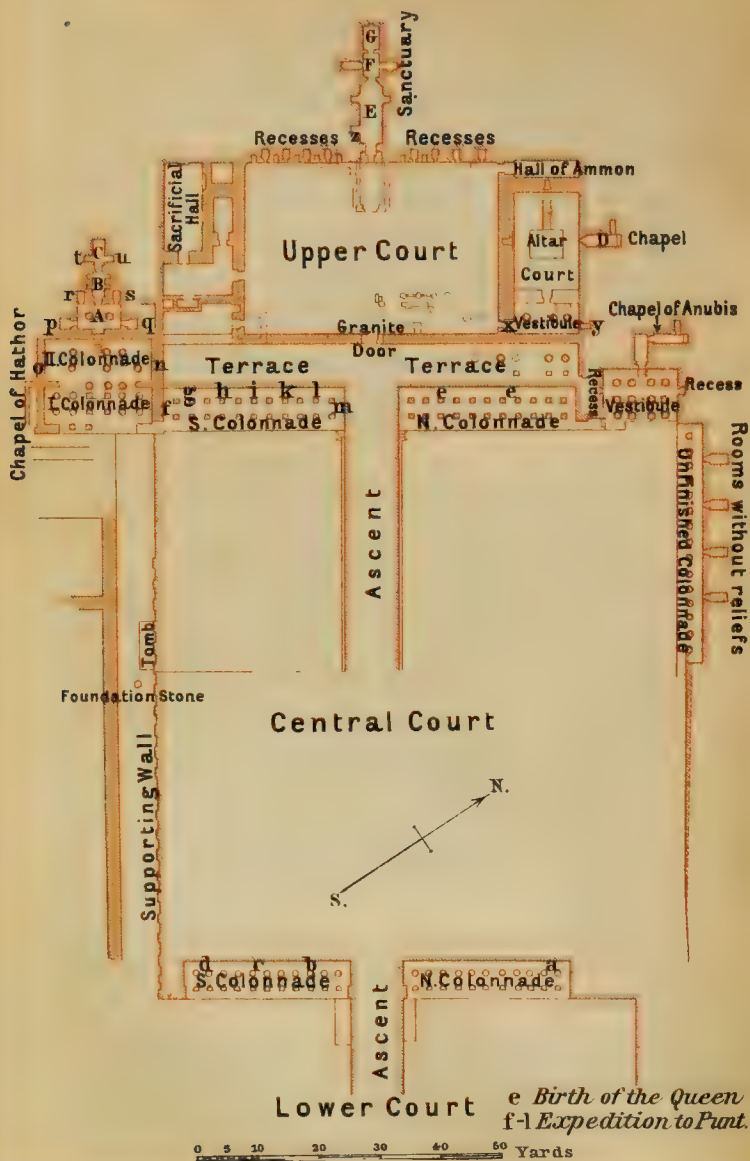 G
F
Sanctuary
E
Recesses z Recesses
Hall of Ammon
Sacrificial
Hall
Upper Court
Altar
Court
D Chapel
C
t u
B
r s
A
p q
Chapel of Anubis
Granite
Door
x Vestibule y
Chapel of Hathor
II. Colonnade
o n
Terrace Terrace
Recess
Recess
Vestibule
I. Colonnade
f g h i k l m
S. Colonnade
e e
N. Colonnade
Unfinished Colonnade
Rooms without reliefs
Ascent
Tomb
Foundation Stone
Central Court
Supporting Wall
N.
S.
d r b
S. Colonnade
a
N. Colonnade
Ascent
Lower Court
e Birth of the Queen
f-l Expedition to Punt.
0 5 10 20 30 40 50
Yards